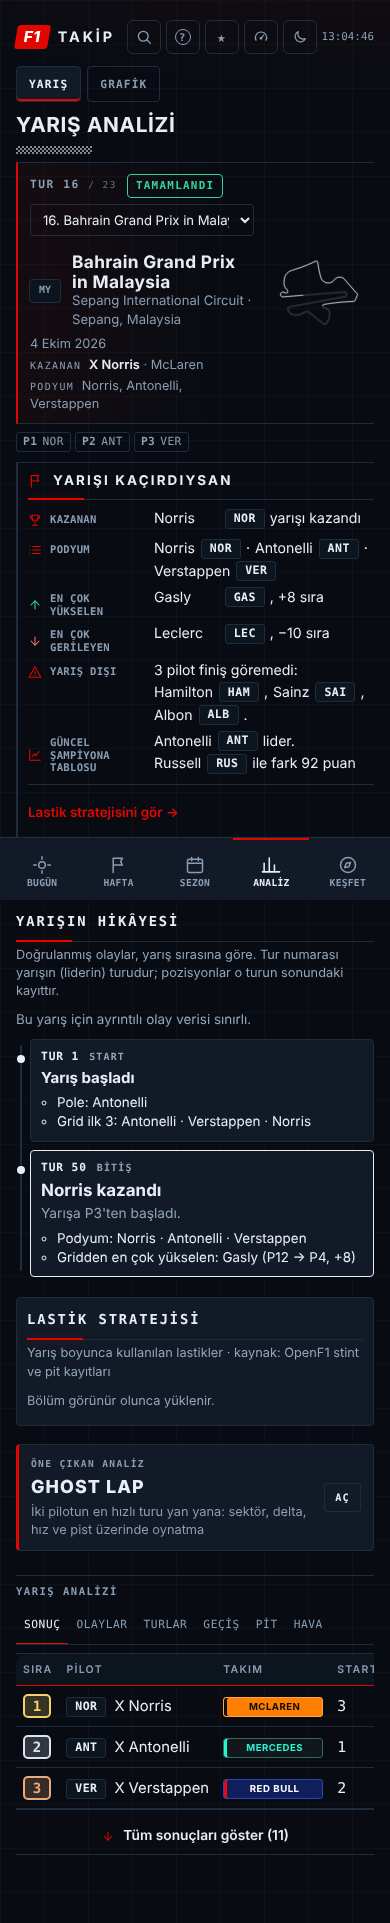 F1 TAKİP ? ★ 13:04:46
YARIŞ GRAFİK
YARIŞ ANALİZİ
TUR 16 / 23 TAMAMLANDI
16. Bahrain Grand Prix in Malay
MY
Bahrain Grand Prix
in Malaysia
Sepang International Circuit ·
Sepang, Malaysia
4 Ekim 2026
KAZANAN X Norris · McLaren
PODYUM Norris, Antonelli,
Verstappen
P1 NOR P2 ANT P3 VER
YARIŞI KAÇIRDIYSAN
KAZANAN Norris NOR yarışı kazandı
PODYUM Norris NOR · Antonelli ANT ·
Verstappen VER
EN ÇOK
YÜKSELEN
Gasly GAS , +8 sıra
EN ÇOK
GERİLEYEN
Leclerc LEC , −10 sıra
YARIŞ DIŞI 3 pilot finiş göremedi:
Hamilton HAM , Sainz SAI ,
Albon ALB .
GÜNCEL
ŞAMPİYONA
TABLOSU
Antonelli ANT lider.
Russell RUS ile fark 92 puan
Lastik stratejisini gör →
BUGÜN HAFTA SEZON ANALİZ KEŞFET
YARIŞIN HİKÂYESİ
Doğrulanmış olaylar, yarış sırasına göre. Tur numarası
yarışın (liderin) turudur; pozisyonlar o turun sonundaki
kayıttır.
Bu yarış için ayrıntılı olay verisi sınırlı.
TUR 1 START
Yarış başladı
Pole: Antonelli
Grid ilk 3: Antonelli · Verstappen · Norris
TUR 50 BİTİŞ
Norris kazandı
Yarışa P3'ten başladı.
Podyum: Norris · Antonelli · Verstappen
Gridden en çok yükselen: Gasly (P12 → P4, +8)
LASTİK STRATEJİSİ
Yarış boyunca kullanılan lastikler · kaynak: OpenF1 stint
ve pit kayıtları
Bölüm görünür olunca yüklenir.
ÖNE ÇIKAN ANALİZ
GHOST LAP
İki pilotun en hızlı turu yan yana: sektör, delta,
hız ve pist üzerinde oynatma
AÇ
YARIŞ ANALİZİ
SONUÇ OLAYLAR TURLAR GEÇİŞ PİT HAVA
SIRA PİLOT TAKIM START
1 NOR X Norris MCLAREN 3
2 ANT X Antonelli MERCEDES 1
3 VER X Verstappen RED BULL 2
↓ Tüm sonuçları göster (11)